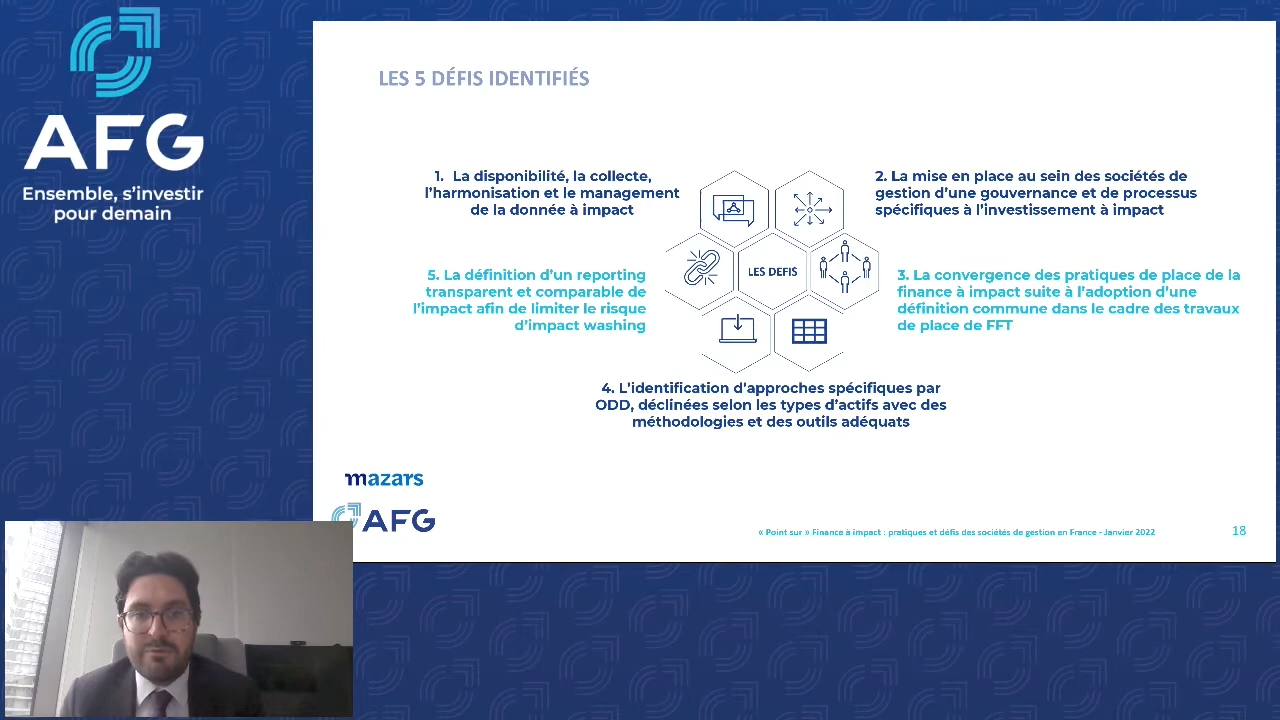 AFG
Ensemble, s'investir
pour demain
LES 5 DÉFIS IDENTIFIÉS
1. La disponibilité, la collecte,
l'harmonisation et le management
de la donnée à impact
2. La mise en place au sein des sociétés de
gestion d'une gouvernance et de processus
spécifiques à l'investissement à impact
LES DEFIS
5. La définition d'un reporting
transparent et comparable de
l'impact afin de limiter le risque
d'impact washing
3. La convergence des pratiques de place de la
finance à impact suite à l'adoption d'une
définition commune dans le cadre des travaux
de place de FFT
4. L'identification d'approches spécifiques par
ODD, déclinées selon les types d'actifs avec des
méthodologies et des outils adéquats
mazars
AFG
« Point sur » Finance à impact : pratiques et défis des sociétés de gestion en France - Janvier 2022
18